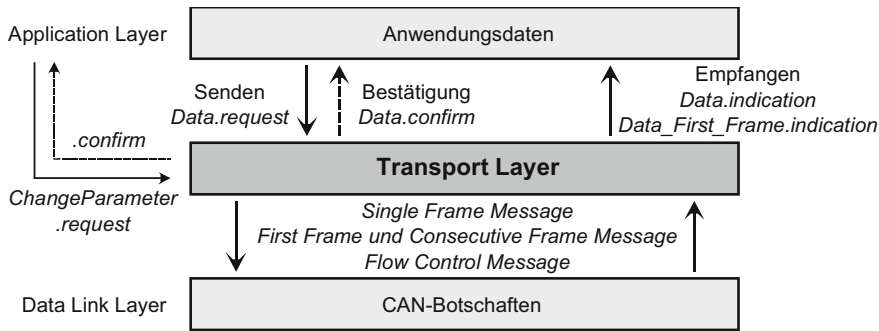 Application Layer
Anwendungsdaten
Senden
Data.request
Bestätigung
Data.confirm
Empfangen
Data.indication
Data_First_Frame.indication
.confirm
Transport Layer
ChangeParameter
.request
Single Frame Message
First Frame und Consecutive Frame Message
Flow Control Message
Data Link Layer
CAN-Botschaften